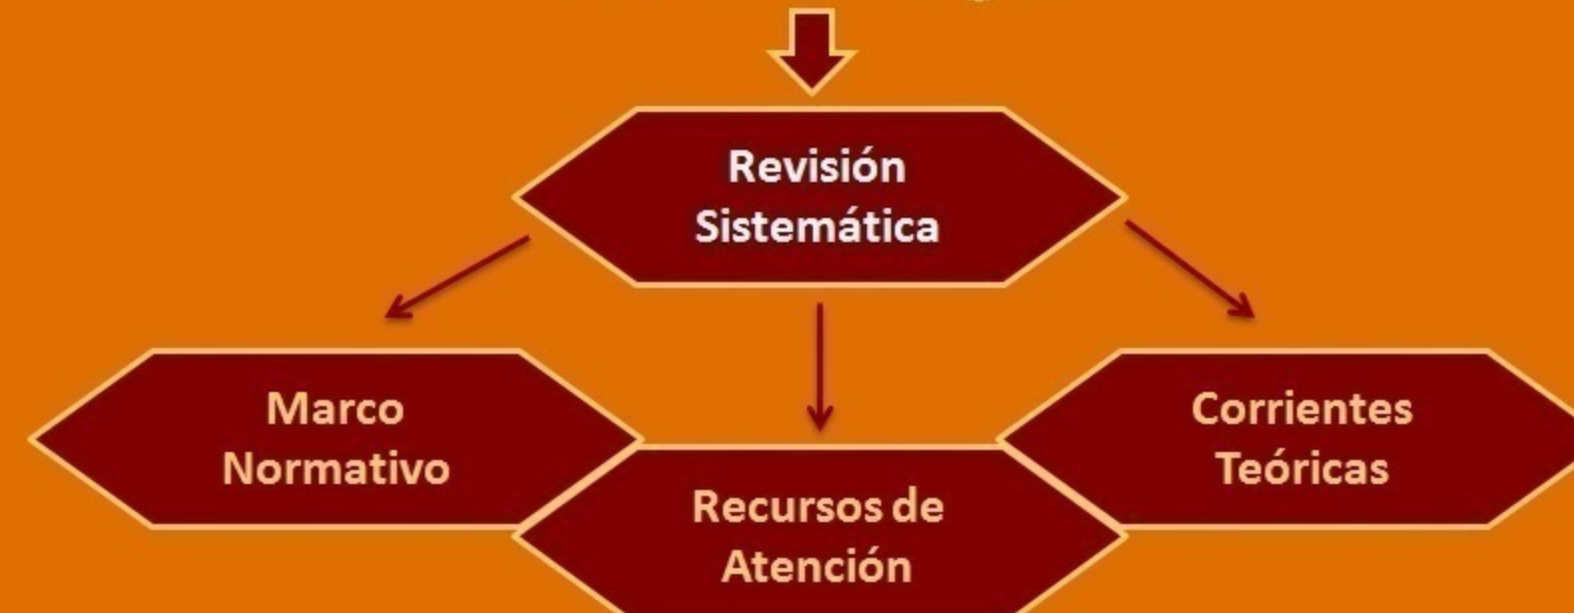 Revisión
Sistemática
Marco
Normativo
Recursos de
Atención
Corrientes
Teóricas